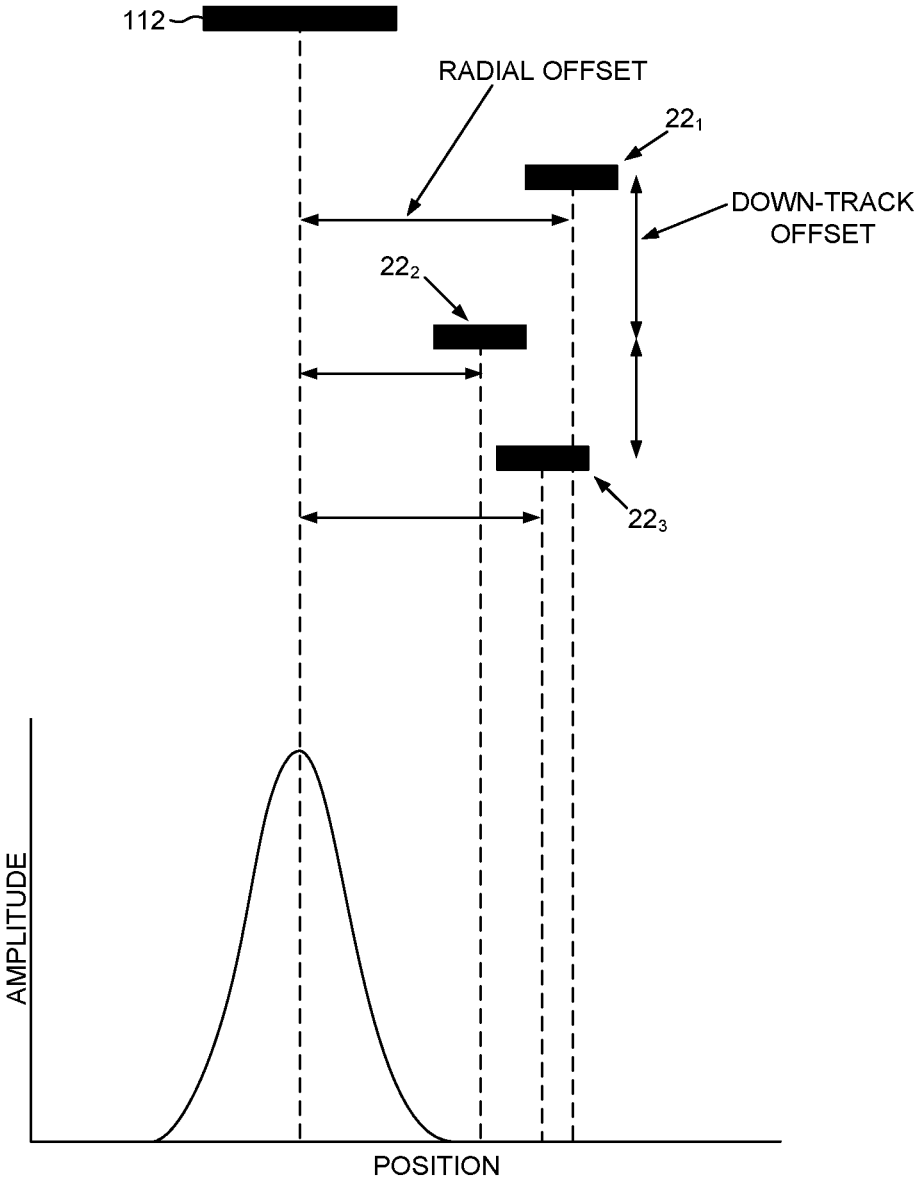 112
RADIAL OFFSET
22₁
DOWN-TRACK
OFFSET
22₂
22₃
AMPLITUDE
POSITION